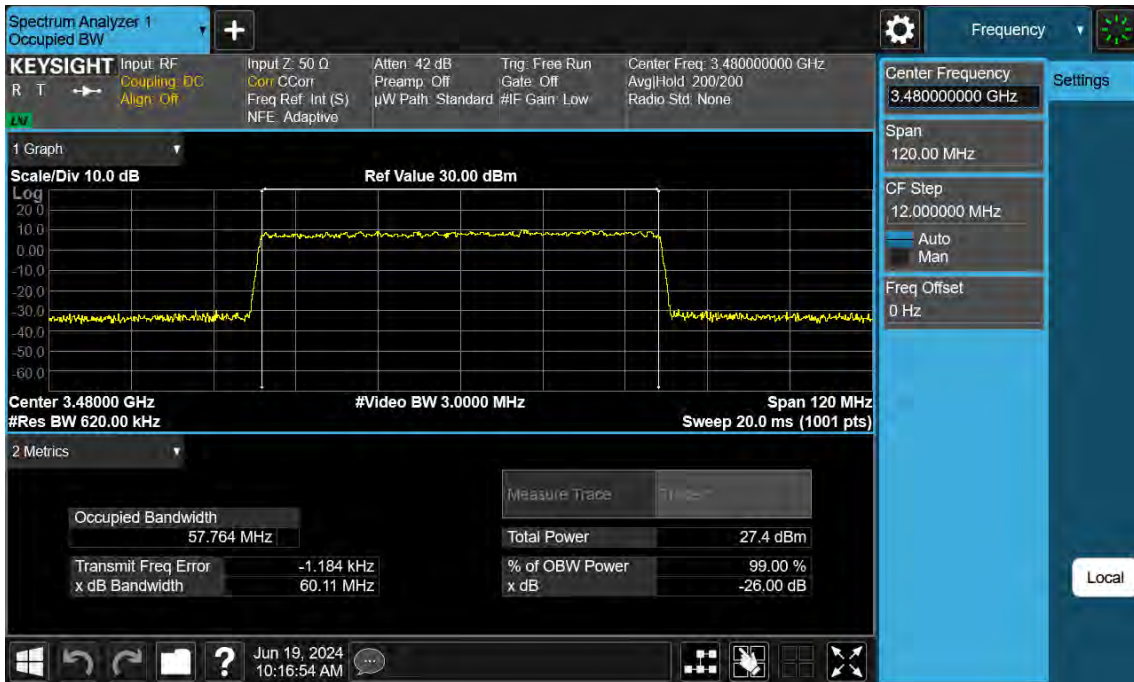 Spectrum Analyzer 1
Occupied BW
Frequency
KEYSIGHT
R T
Input: RF
Coupling: DC
Align: Off
Input Z: 50 Ω
Corr CCorr
Freq Ref: Int (S)
NFE: Adaptive
Atten: 42 dB
Preamp: Off
µW Path: Standard
Trig: Free Run
Gate: Off
#IF Gain: Low
Center Freq: 3.480000000 GHz
Avg|Hold: 200/200
Radio Std: None
Center Frequency
3.480000000 GHz
Settings
Span
120.00 MHz
CF Step
12.000000 MHz
Auto
Man
Freq Offset
0 Hz
Local
1 Graph
Scale/Div 10.0 dB
Ref Value 30.00 dBm
Log
20.0
10.0
0.00
-10.0
-20.0
-30.0
-40.0
-50.0
-60.0
Center 3.48000 GHz
#Video BW 3.0000 MHz
Span 120 MHz
#Res BW 620.00 kHz
Sweep 20.0 ms (1001 pts)
2 Metrics
Measure Trace
Occupied Bandwidth
57.764 MHz
Total Power
27.4 dBm
Transmit Freq Error
-1.184 kHz
% of OBW Power
99.00 %
x dB Bandwidth
60.11 MHz
x dB
-26.00 dB
?
Jun 19, 2024
10:16:54 AM